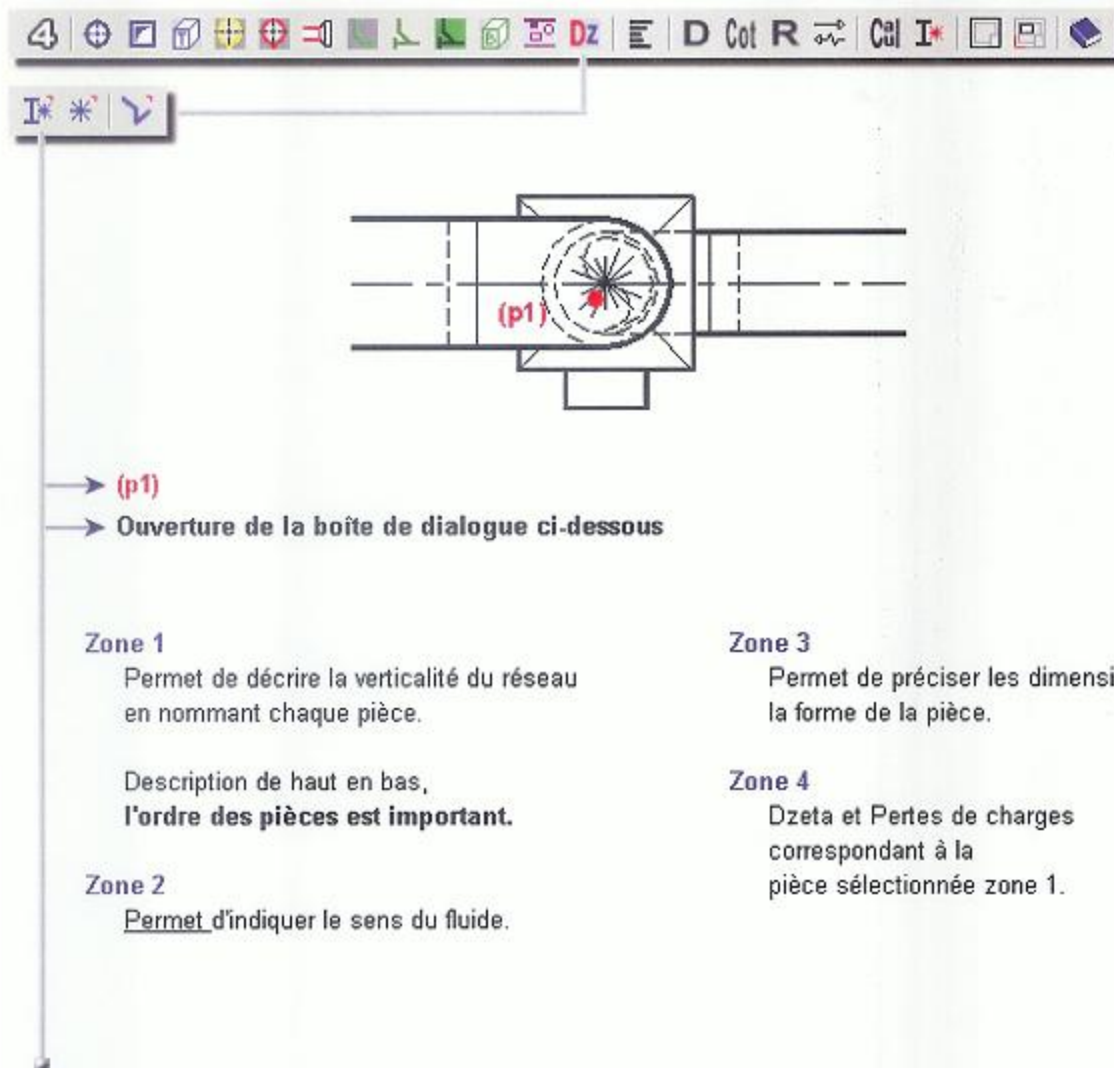 Dz D Cot R Cal cul I*
I*
(p1)
(p1)
Ouverture de la boîte de dialogue ci-dessous
Zone 1
Permet de décrire la verticalité du réseau
en nommant chaque pièce.
Description de haut en bas,
l'ordre des pièces est important.
Zone 2
Permet d'indiquer le sens du fluide.
Zone 3
Permet de préciser les dimensi
la forme de la pièce.
Zone 4
Dzeta et Pertes de charges
correspondant à la
pièce sélectionnée zone 1.